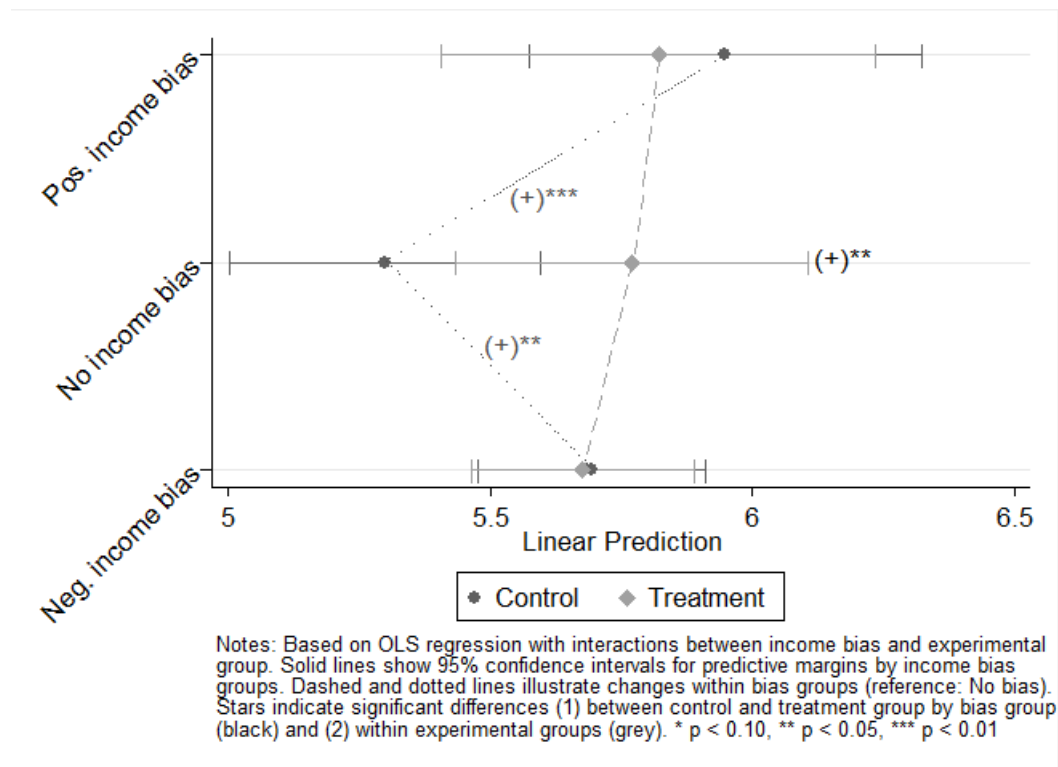 Pos. income bias
(+)***
No income bias
(+)**
(+)**
Neg. income bias
5 5.5 6 6.5
Linear Prediction
Control Treatment
Notes: Based on OLS regression with interactions between income bias and experimental
group. Solid lines show 95% confidence intervals for predictive margins by income bias
groups. Dashed and dotted lines illustrate changes within bias groups (reference: No bias).
Stars indicate significant differences (1) between control and treatment group by bias group
(black) and (2) within experimental groups (grey). * p < 0.10, ** p < 0.05, *** p < 0.01